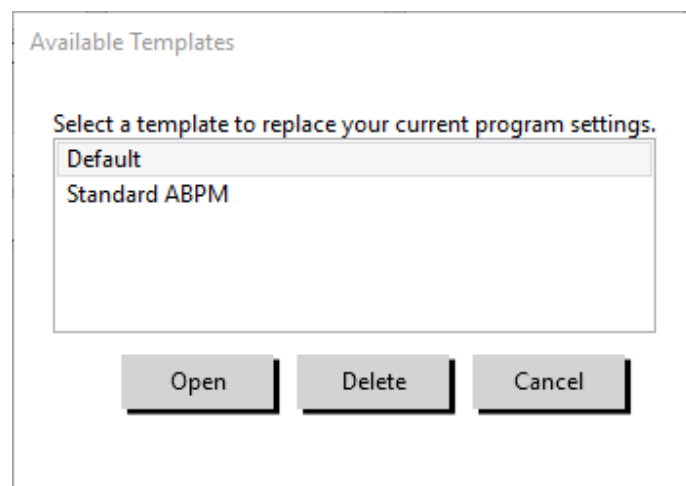 Available Templates
Select a template to replace your current program settings.
Default
Standard ABPM
Open Delete Cancel